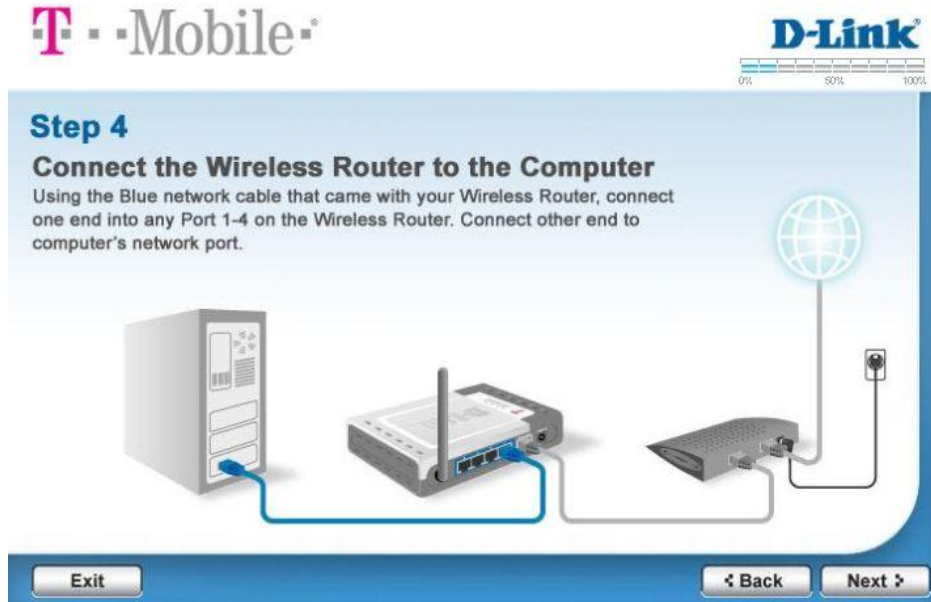 T··Mobile·
D-Link
0% 50% 100%
Step 4
Connect the Wireless Router to the Computer
Using the Blue network cable that came with your Wireless Router, connect
one end into any Port 1-4 on the Wireless Router. Connect other end to
computer's network port.
Exit
Back
Next